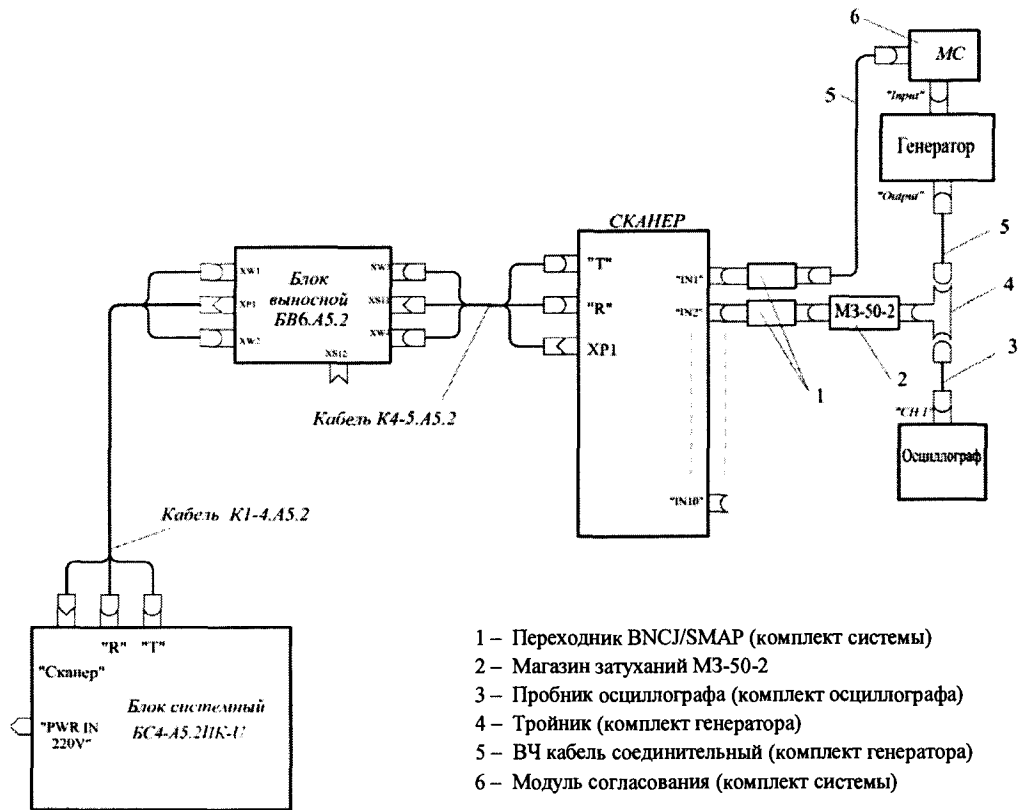 6
МС
5
"Input"
Генератор
"Output"
СКАНЕР
5
Блок
выносной
БВ6.А5.2
XW1
XP1
XW2
XW3
XW4
XS12
"T"
"R"
XP1
"IN1"
"IN2"
"IN10"
МЗ-50-2
4
3
1
2
"CH 1"
Осциллограф
Кабель К4-5.А5.2
Кабель К1-4.А5.2
"R" "T"
"Сканер"
"PWR IN
220V"
Блок системный
БС4-А5.2ПК-U
1 – Переходник BNCJ/SMAP (комплект системы)
2 – Магазин затуханий МЗ-50-2
3 – Пробник осциллографа (комплект осциллографа)
4 – Тройник (комплект генератора)
5 – ВЧ кабель соединительный (комплект генератора)
6 – Модуль согласования (комплект системы)